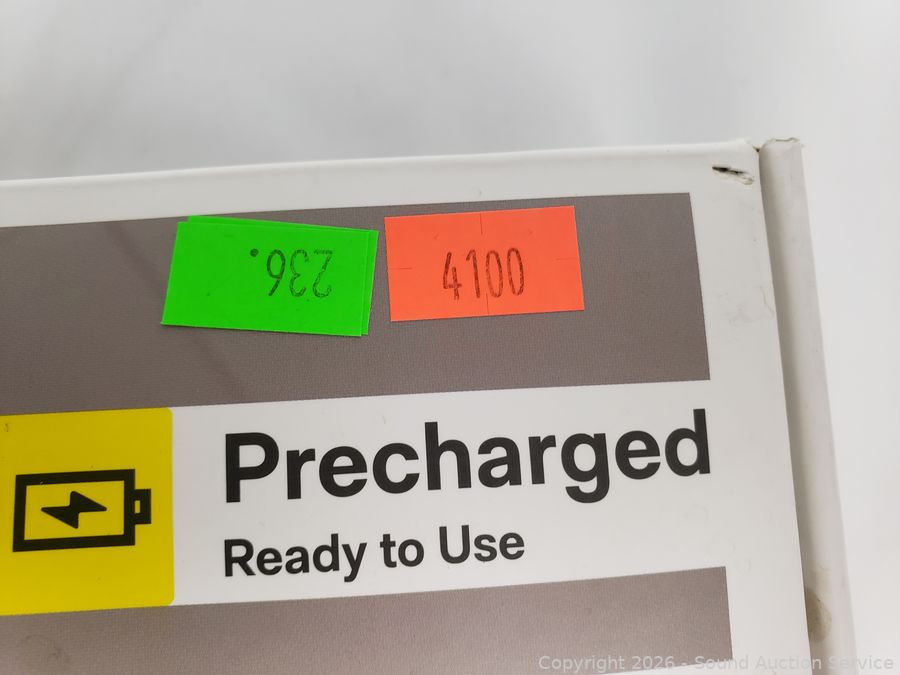 236.
4100
Precharged
Ready to Use
Copyright 2026 - Sound Auction Service